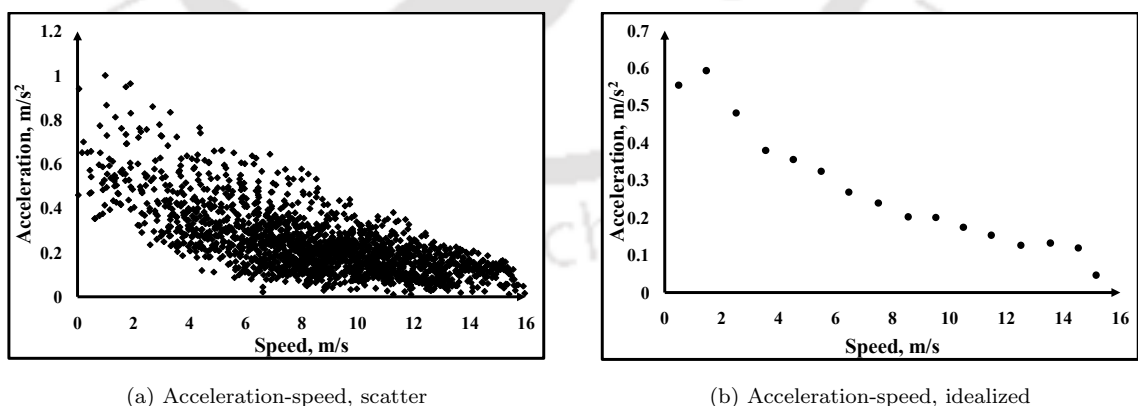 1.2
1
0.8
0.6
0.4
0.2
0
0 2 4 6 8 10 12 14 16
Acceleration, m/s²
Speed, m/s
(a) Acceleration-speed, scatter
0.7
0.6
0.5
0.4
0.3
0.2
0.1
0
0 2 4 6 8 10 12 14 16
Acceleration, m/s²
Speed, m/s
(b) Acceleration-speed, idealized